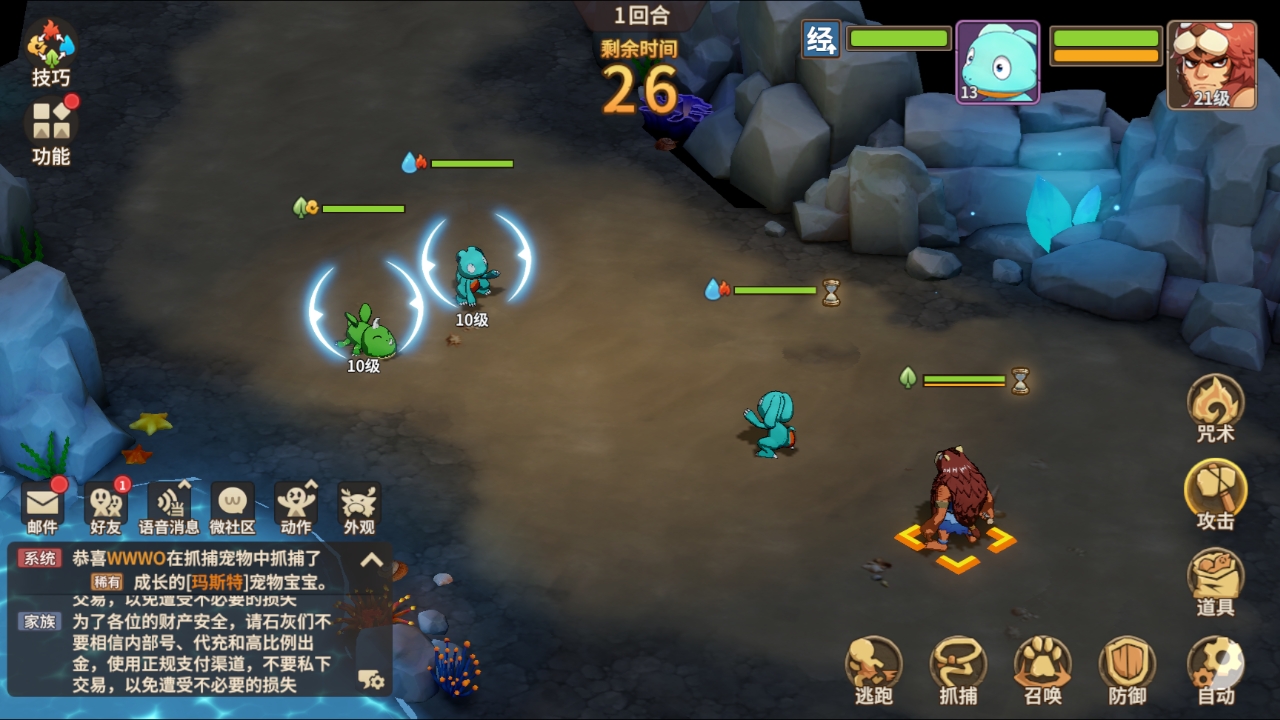 技巧
功能
1回合
剩余时间
26
经
13
21级
10级
10级
咒术
攻击
道具
邮件
1
好友
语音消息
微社区
动作
外观
系统 恭喜WWWO在抓捕宠物中抓捕了
稀有 成长的[玛斯特]宠物宝宝。
交易，以免遭受不必要的损失
家族 为了各位的财产安全，请石灰们不
要相信内部号、代充和高比例出
金，使用正规支付渠道，不要私下
交易，以免遭受不必要的损失
逃跑
抓捕
召唤
防御
自动